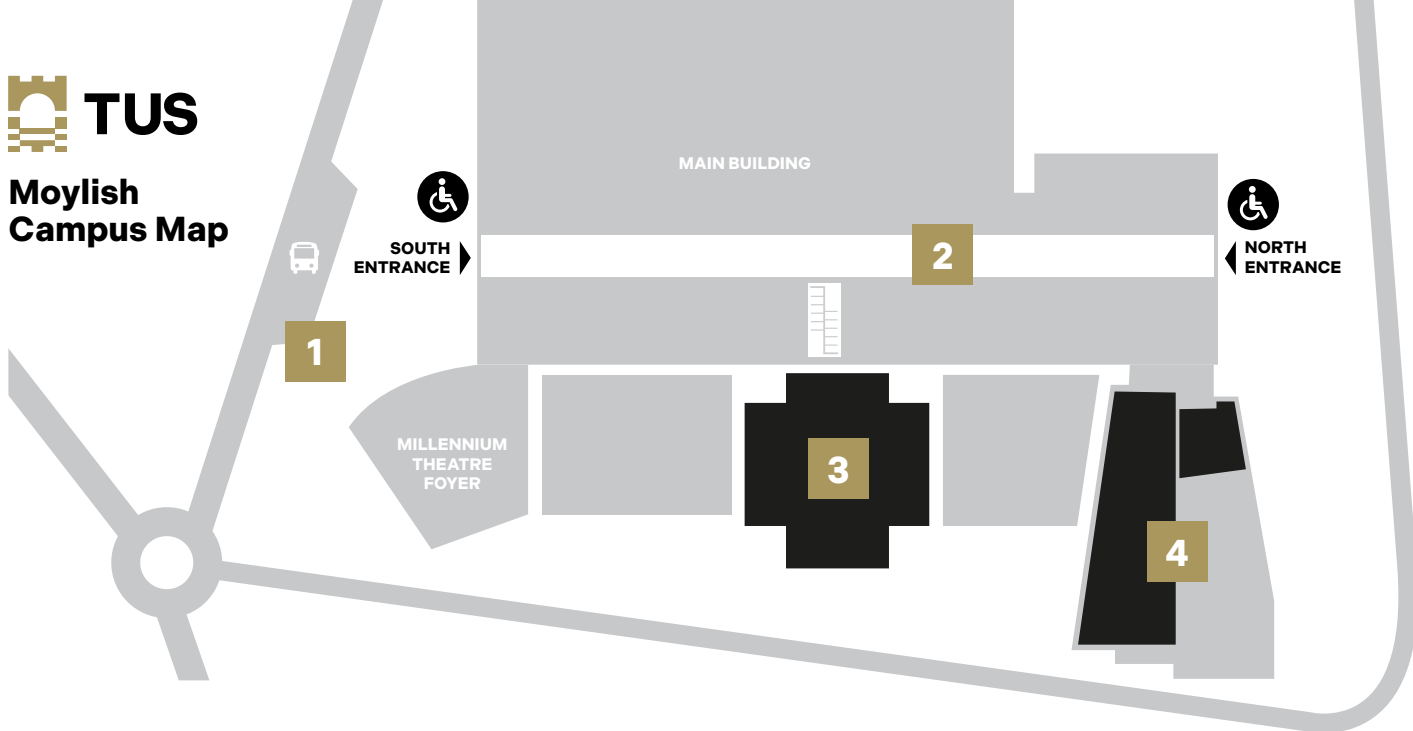 TUS
Moylish
Campus Map
MAIN BUILDING
SOUTH
ENTRANCE
2
NORTH
ENTRANCE
1
MILLENNIUM
THEATRE
FOYER
3
4